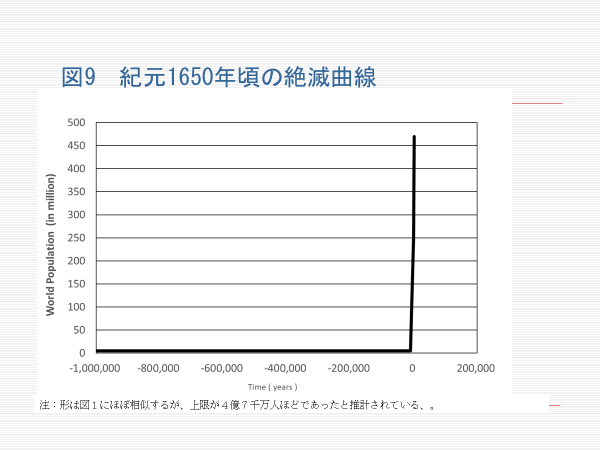 図9　紀元1650年頃の絶滅曲線
World Population (in million)
500
450
400
350
300
250
200
150
100
50
0
-1,000,000 -800,000 -600,000 -400,000 -200,000 0 200,000
Time ( years )
注：形は図１にほぼ相似するが、上限が４億７千万人ほどであったと推計されている、。